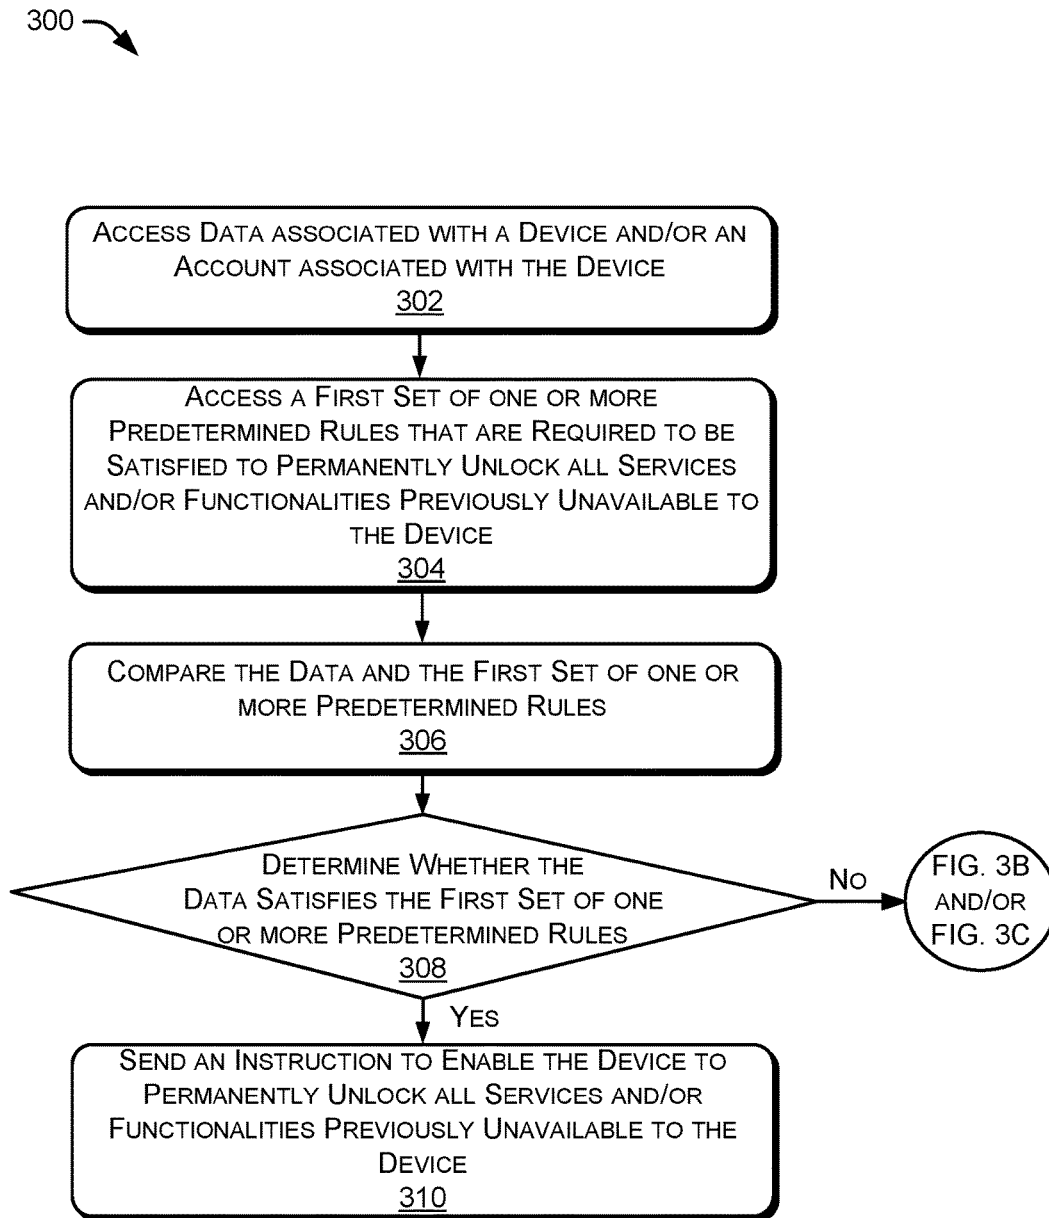 300
ACCESS DATA ASSOCIATED WITH A DEVICE AND/OR AN
ACCOUNT ASSOCIATED WITH THE DEVICE
302
ACCESS A FIRST SET OF ONE OR MORE
PREDETERMINED RULES THAT ARE REQUIRED TO BE
SATISFIED TO PERMANENTLY UNLOCK ALL SERVICES
AND/OR FUNCTIONALITIES PREVIOUSLY UNAVAILABLE TO
THE DEVICE
304
COMPARE THE DATA AND THE FIRST SET OF ONE OR
MORE PREDETERMINED RULES
306
DETERMINE WHETHER THE
DATA SATISFIES THE FIRST SET OF ONE
OR MORE PREDETERMINED RULES
308
NO
FIG. 3B
AND/OR
FIG. 3C
YES
SEND AN INSTRUCTION TO ENABLE THE DEVICE TO
PERMANENTLY UNLOCK ALL SERVICES AND/OR
FUNCTIONALITIES PREVIOUSLY UNAVAILABLE TO THE
DEVICE
310